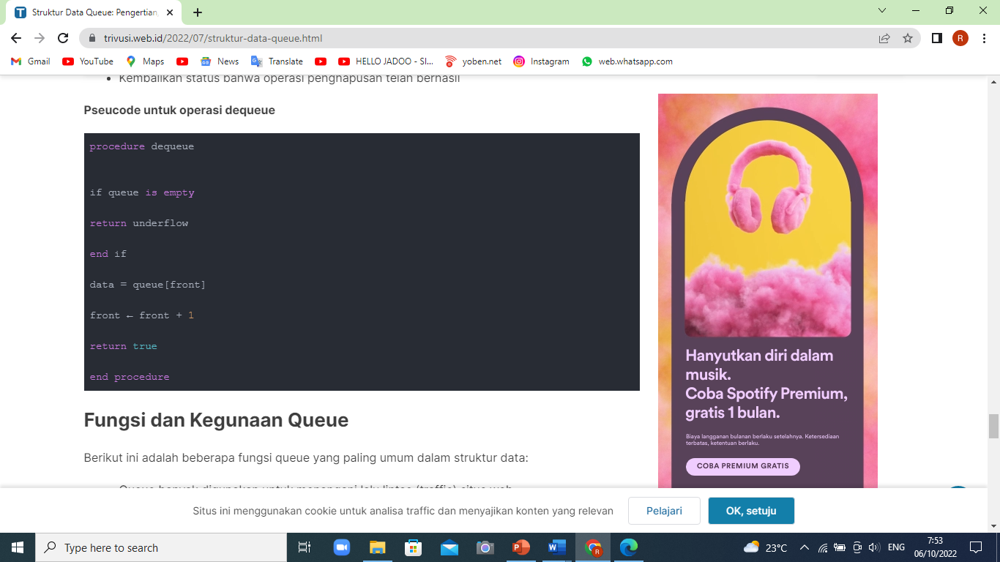 Struktur Data Queue: Pengertian,
trivusi.web.id/2022/07/struktur-data-queue.html
R
Gmail
YouTube
Maps
News
Translate
HELLO JADOO - SI...
yoben.net
Instagram
web.whatsapp.com
Kembalikan status bahwa operasi penghapusan telah berhasil
Pseucode untuk operasi dequeue
procedure dequeue
if queue is empty
return underflow
end if
data = queue[front]
front ← front + 1
return true
end procedure
Fungsi dan Kegunaan Queue
Berikut ini adalah beberapa fungsi queue yang paling umum dalam struktur data:
Queue banyak digunakan untuk menangani lalu lintas (traffic) situs web
Hanyutkan diri dalam
musik.
Coba Spotify Premium,
gratis 1 bulan.
Biaya langganan bulanan berlaku setelahnya. Ketersediaan
terbatas, ketentuan berlaku.
COBA PREMIUM GRATIS
Situs ini menggunakan cookie untuk analisa traffic dan menyajikan konten yang relevan
Pelajari
OK, setuju
Type here to search
23°C
ENG
7:53
06/10/2022